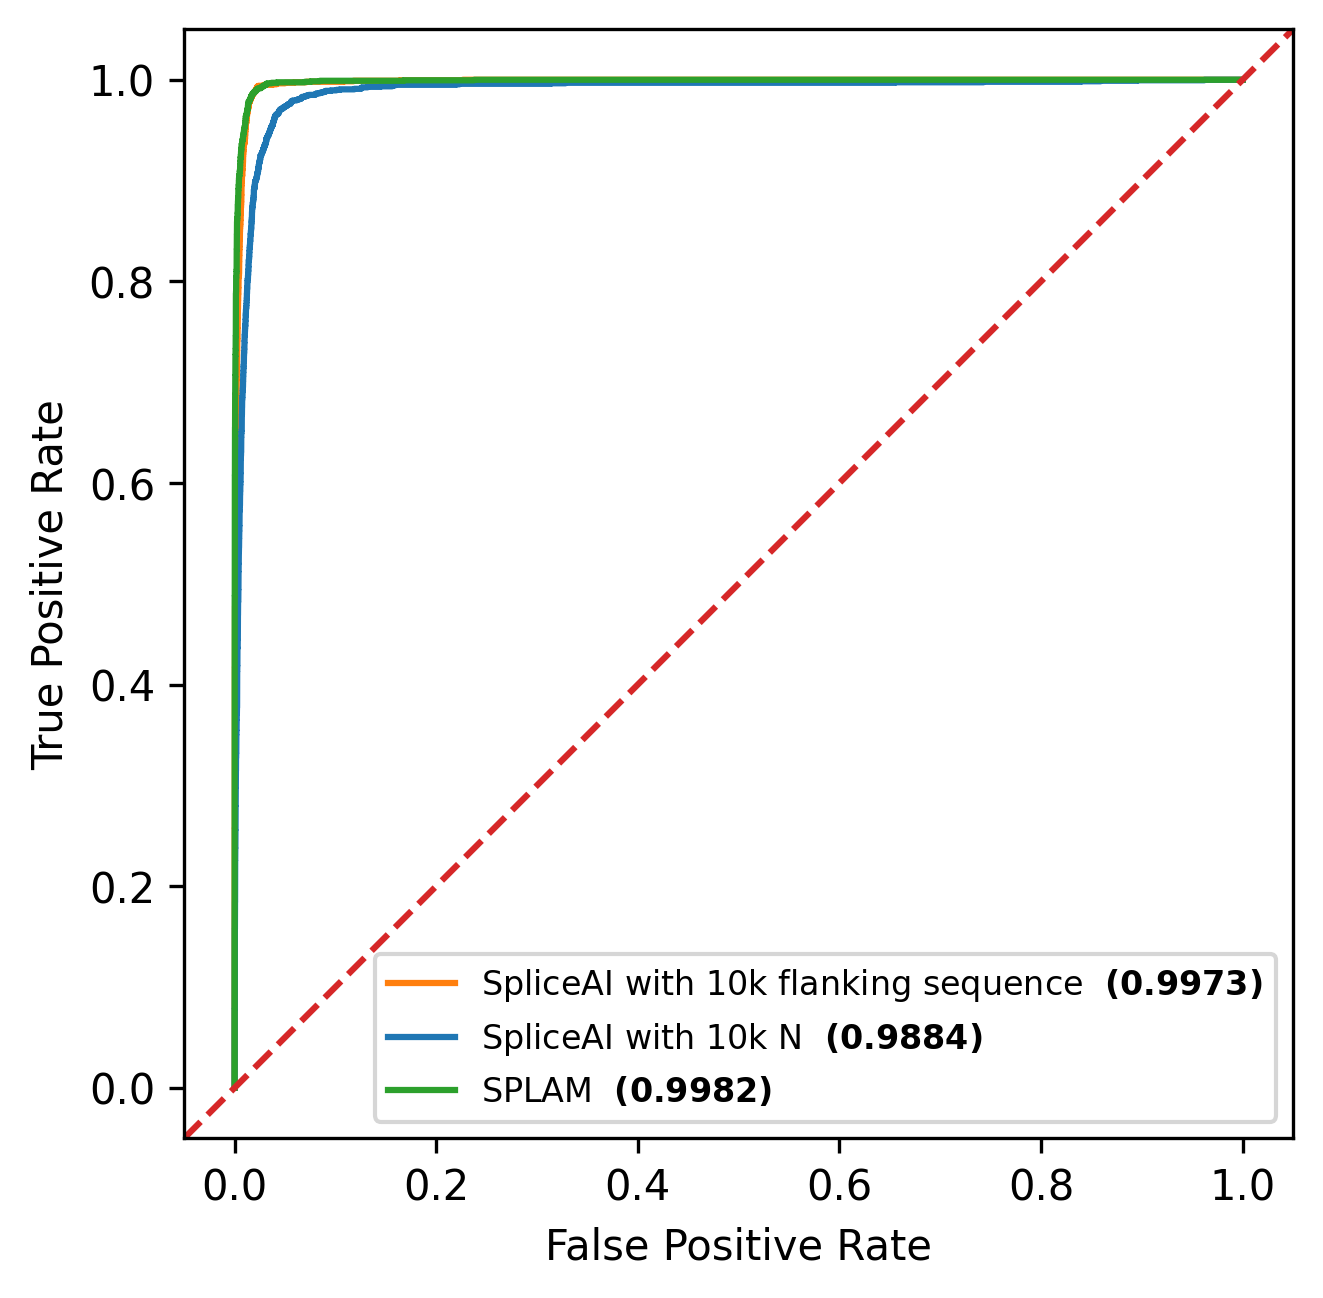 1.0
0.8
0.6
0.4
0.2
0.0
True Positive Rate
SpliceAI with 10k flanking sequence (0.9973)
SpliceAI with 10k N (0.9884)
SPLAM (0.9982)
0.0 0.2 0.4 0.6 0.8 1.0
False Positive Rate